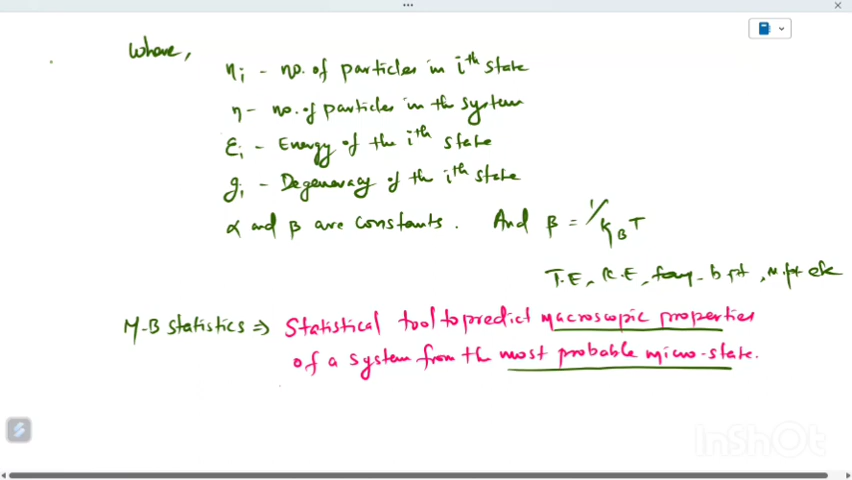 Where,
ηi - no. of particles in ith state
η - no. of particles in the system
Ei - Energy of the ith state
gi - Degeneracy of the ith state
α and β are constants. And β = 1/KBT
T.E, K.E, b.pt, m.pt etc
M-B statistics ⇒ Statistical tool to predict macroscopic properties
of a system from the most probable micro-state.
InShOt